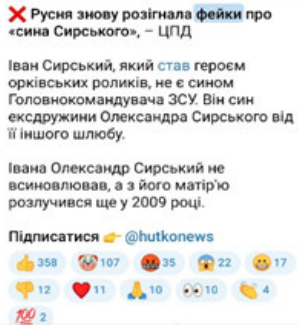 ❌ Русня знову розігнала фейки про
«сина Сирського», – ЦПД
Іван Сирський, який став героєм
орківських роликів, не є сином
Головнокомандувача ЗСУ. Він син
ексдружини Олександра Сирського від
її іншого шлюбу.
Івана Олександр Сирський не
всиновлював, а з його матір'ю
розлучився ще у 2009 році.
Підписатися 👉 @hutkonews
👍 358 🤡 107 🤬 35 😱 22 😀 17
👎 12 ❤ 11 🙏 10 👀 10 👏 4
💯 2